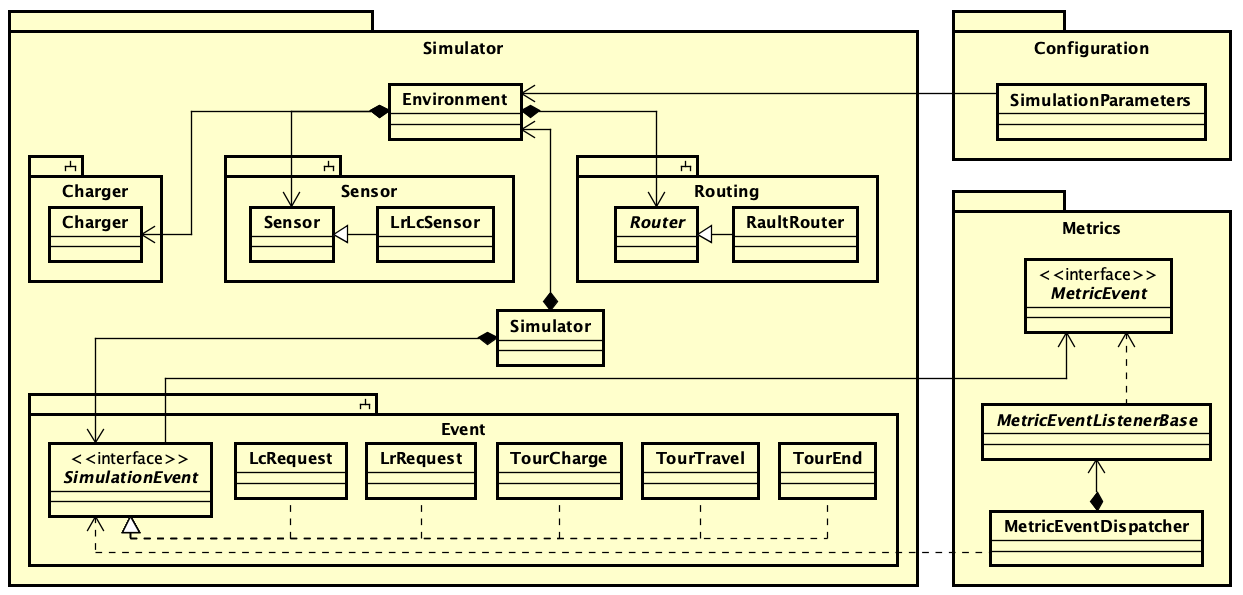 Simulator
Configuration
Environment
SimulationParameters
Charger
Sensor
Routing
Charger
Sensor
LrLcSensor
Router
RaultRouter
Metrics
<<interface>>
MetricEvent
Simulator
Event
MetricEventListenerBase
<<interface>>
SimulationEvent
LcRequest
LrRequest
TourCharge
TourTravel
TourEnd
MetricEventDispatcher